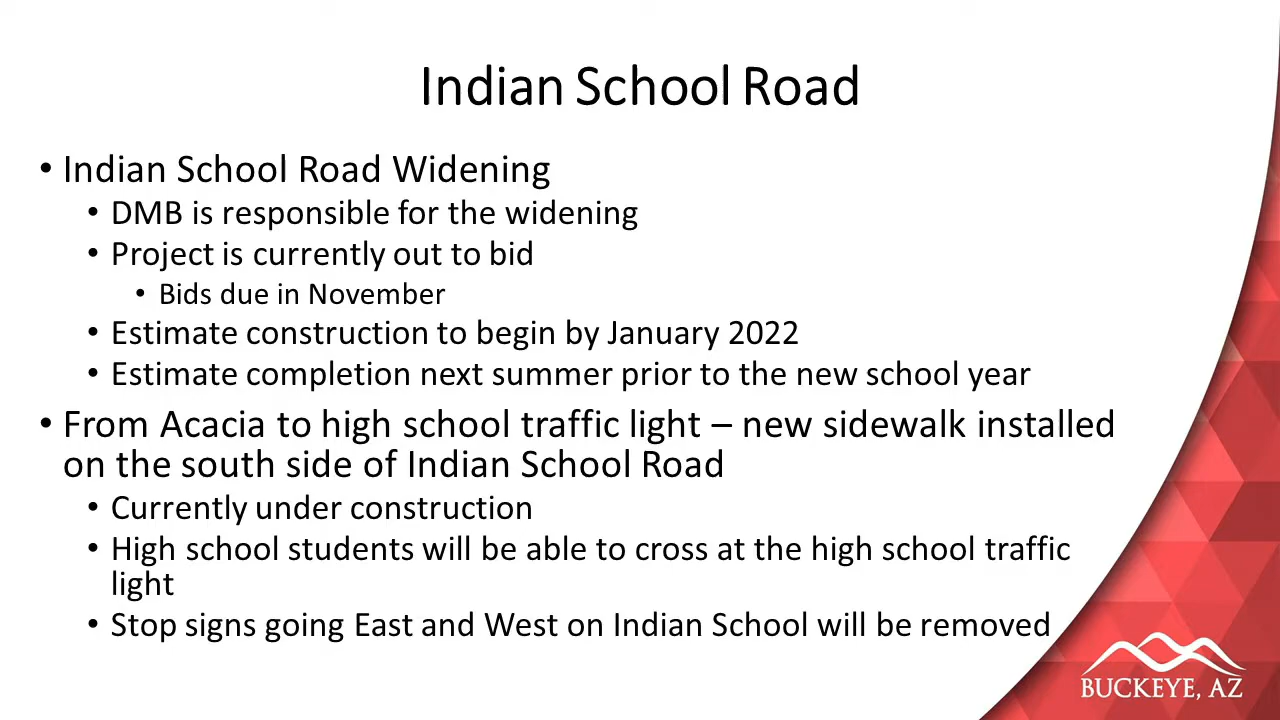 Indian School Road
• Indian School Road Widening
• DMB is responsible for the widening
• Project is currently out to bid
• Bids due in November
• Estimate construction to begin by January 2022
• Estimate completion next summer prior to the new school year
• From Acacia to high school traffic light – new sidewalk installed
on the south side of Indian School Road
• Currently under construction
• High school students will be able to cross at the high school traffic
light
• Stop signs going East and West on Indian School will be removed
BUCKEYE, AZ